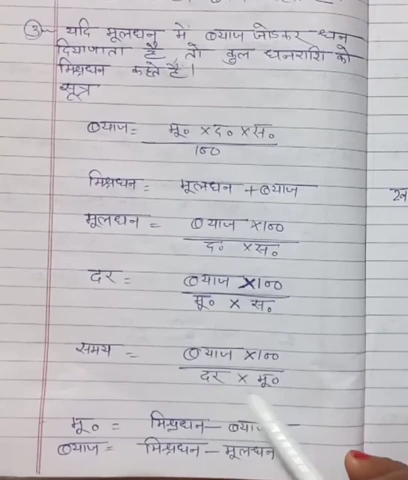 ③ यदि मूलधन में ब्याज जोडकर धन
दियाजाता है, तो कुल धनराशि को
मिश्रधन कहते हैं।
सूत्र
ब्याज = मू० × द० × स०
100
मिश्रधन = मूलधन + ब्याज
मूलधन = ब्याज × 100
द० × स०
दर = ब्याज × 100
मू० × स०
समय = ब्याज × 100
दर × मू०
मू० = मिश्रधन -
ब्याज = मिश्रधन - मूलधन